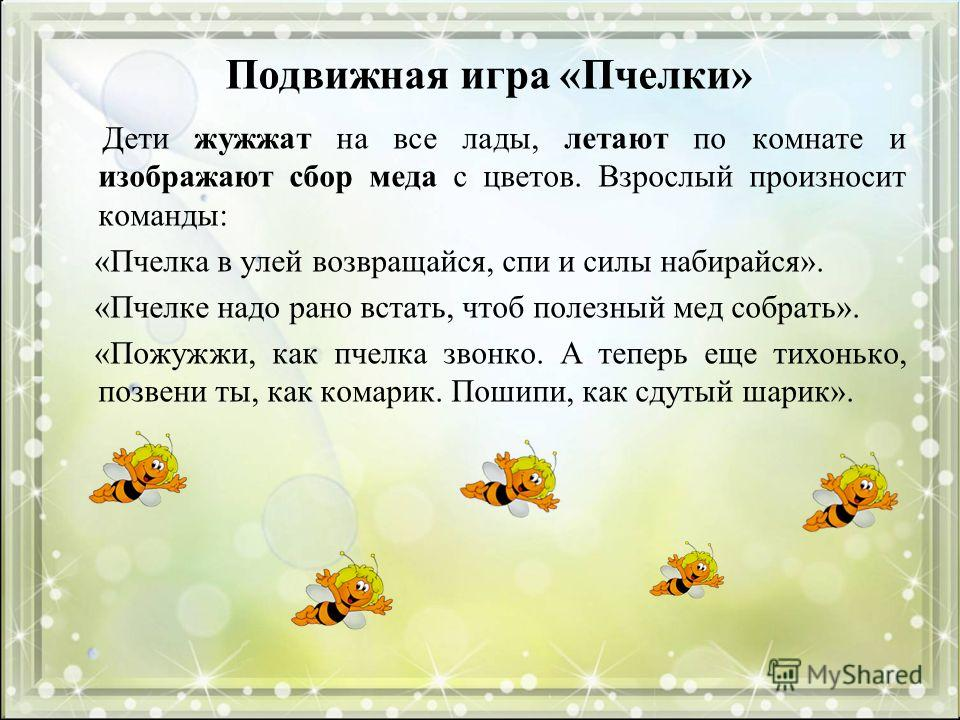 Подвижная игра «Пчелки»
Дети жужжат на все лады, летают по комнате и
изображают сбор меда с цветов. Взрослый произносит
команды:
«Пчелка в улей возвращайся, спи и силы набирайся».
«Пчелке надо рано встать, чтоб полезный мед собрать».
«Пожужжи, как пчелка звонко. А теперь еще тихонько,
позвени ты, как комарик. Пошипи, как сдутый шарик».
MyShared